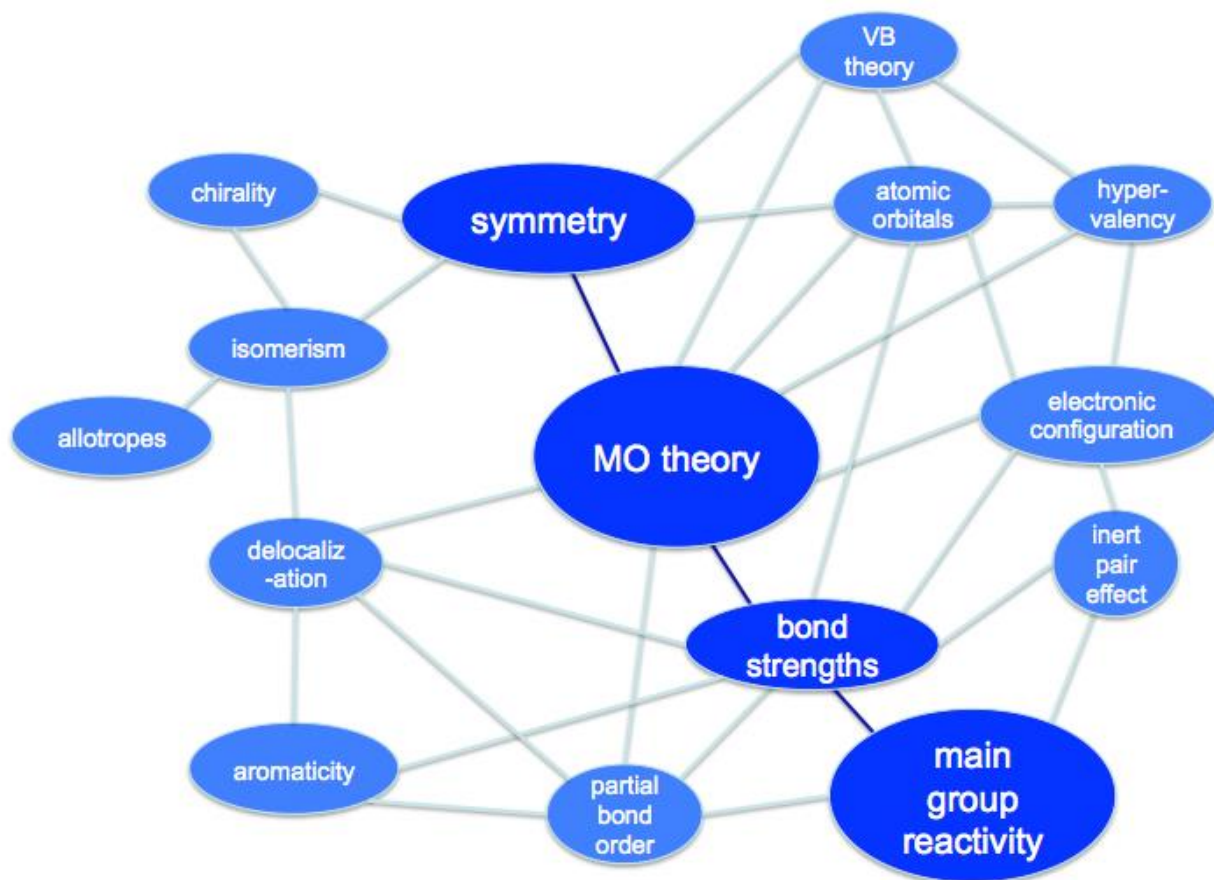 VB
theory
chirality
symmetry
atomic
orbitals
hyper-
valency
isomerism
allotropes
electronic
configuration
MO theory
delocaliz
-ation
inert
pair
effect
bond
strengths
aromaticity
partial
bond
order
main
group
reactivity